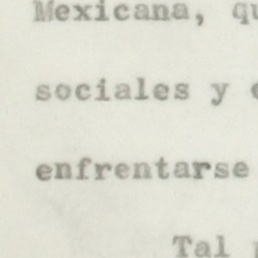 Mexicana, qu
sociales y e
enfrentarse
Tal